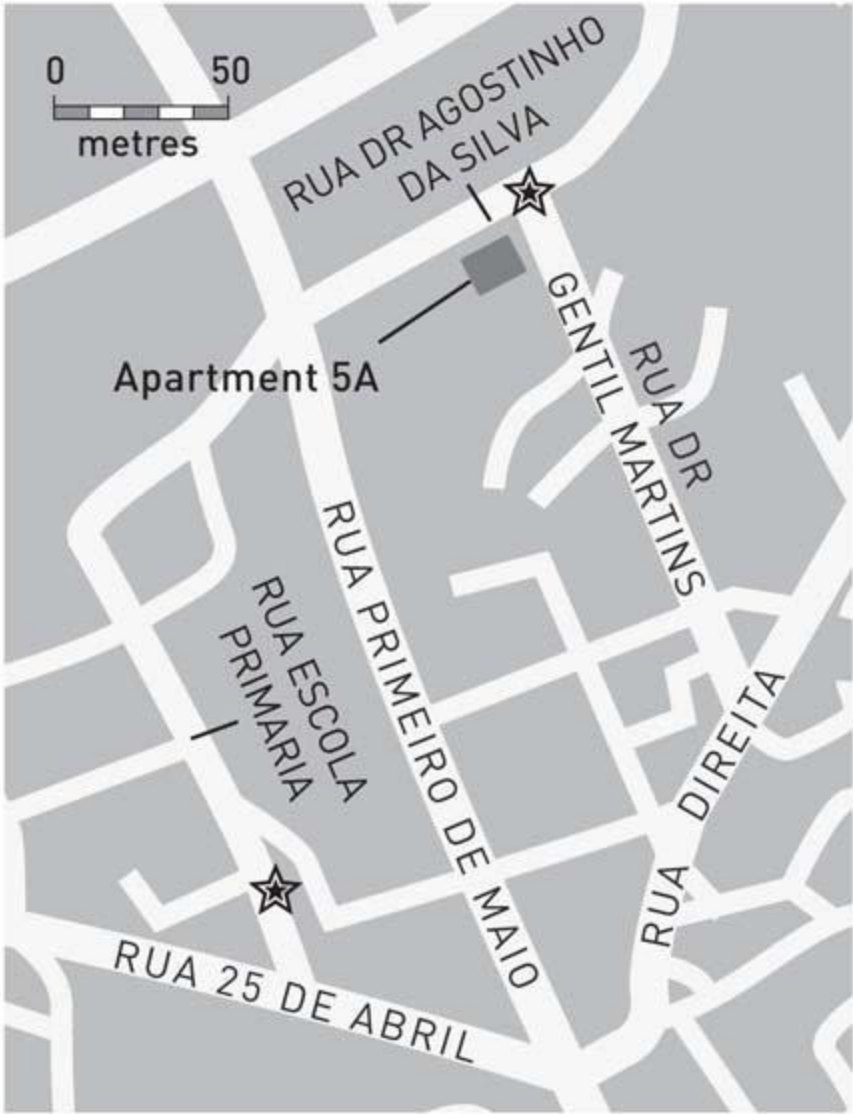 0 50
metres
RUA DR AGOSTINHO
DA SILVA
Apartment 5A
GENTIL MARTINS
RUA DR
RUA PRIMEIRO DE MAIO
RUA ESCOLA
PRIMARIA
RUA DIREITA
RUA 25 DE ABRIL